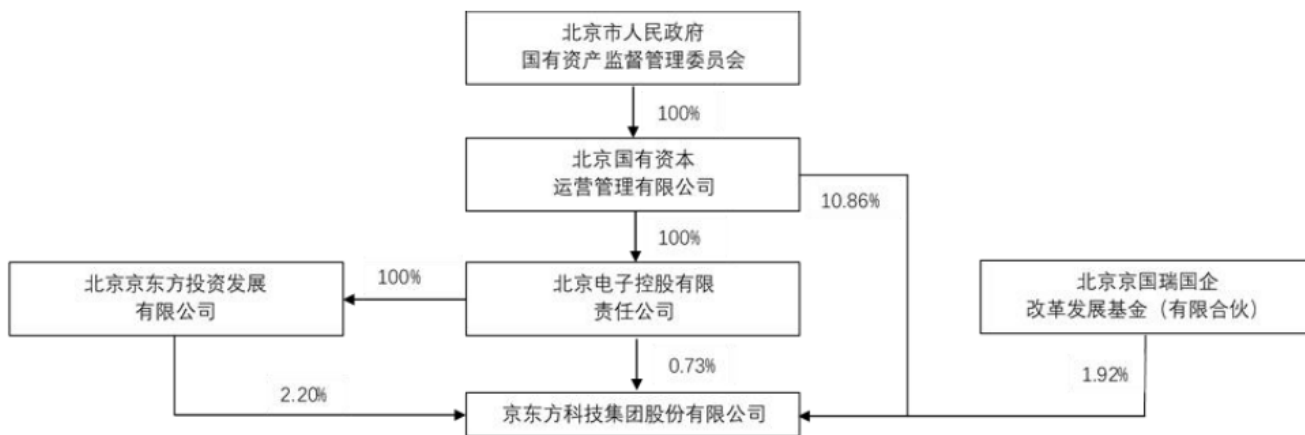 北京市人民政府
国有资产监督管理委员会
100%
北京国有资本
运营管理有限公司
10.86%
100%
北京京东方投资发展
有限公司
100%
北京电子控股有限
责任公司
北京京国瑞国企
改革发展基金（有限合伙）
0.73%
1.92%
2.20%
京东方科技集团股份有限公司